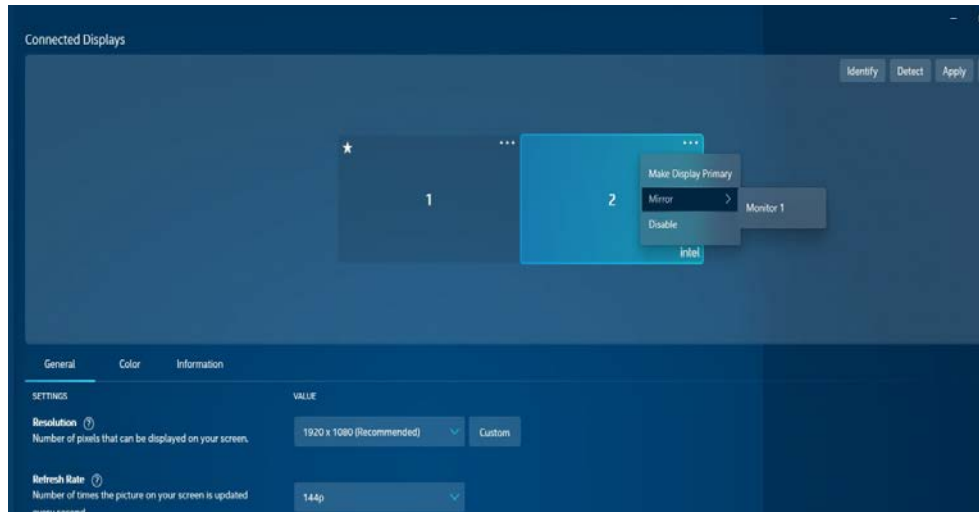 Connected Displays
Identify Detect Apply
1
2
Make Display Primary
Mirror
Monitor 1
Disable
intel
General Color Information
SETTINGS VALUE
Resolution ?
Number of pixels that can be displayed on your screen.
1920 x 1080 (Recommended) Custom
Refresh Rate ?
Number of times the picture on your screen is updated
144p
every second